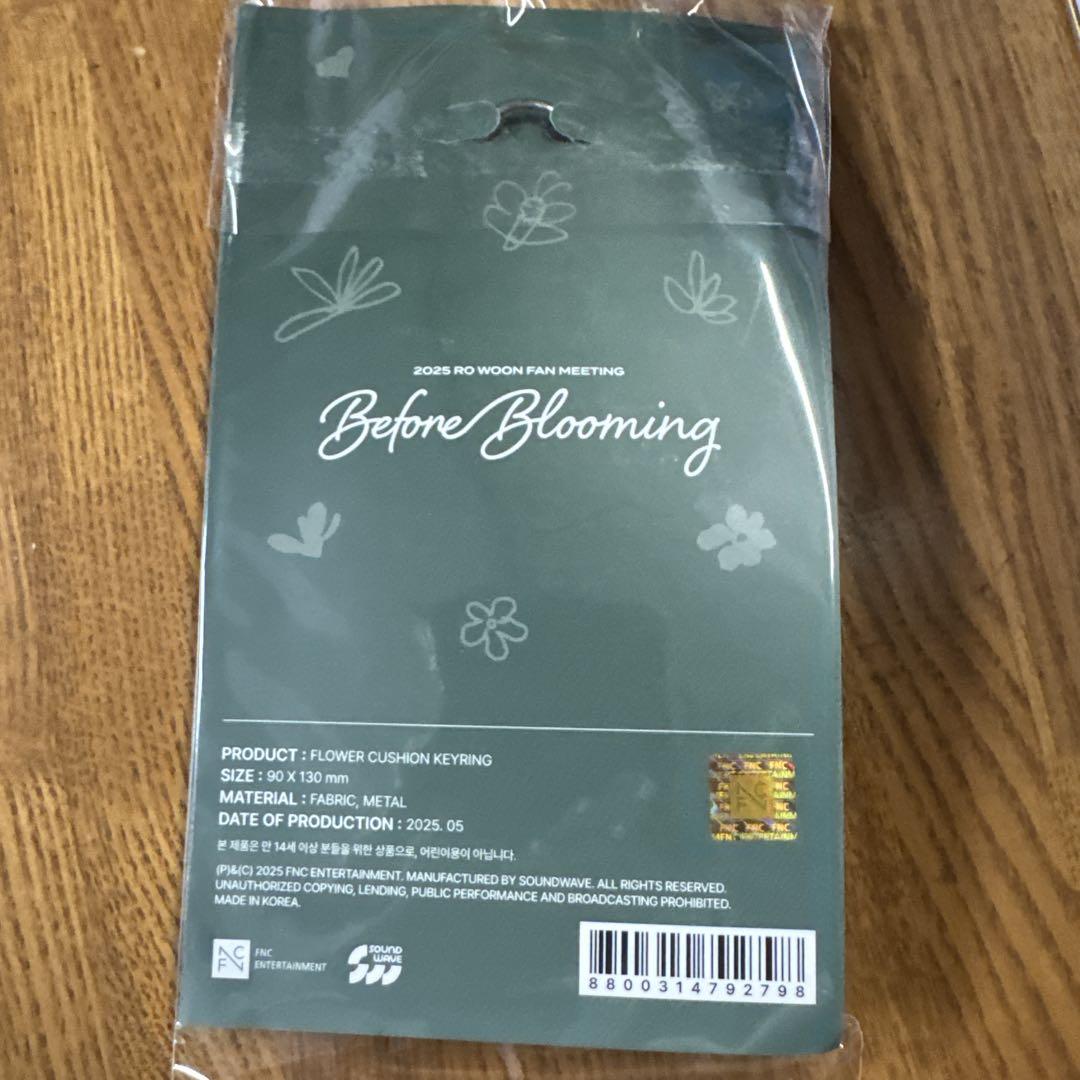 2025 RO WOON FAN MEETING
Before Blooming
PRODUCT : FLOWER CUSHION KEYRING
SIZE : 90 X 130 mm
MATERIAL : FABRIC, METAL
DATE OF PRODUCTION : 2025. 05
본 제품은 만 14세 이상 분들을 위한 상품으로, 어린이용이 아닙니다.
(P)&(C) 2025 FNC ENTERTAINMENT. MANUFACTURED BY SOUNDWAVE. ALL RIGHTS RESERVED.
UNAUTHORIZED COPYING, LENDING, PUBLIC PERFORMANCE AND BROADCASTING PROHIBITED.
MADE IN KOREA.
FNC
ENTERTAINMENT
SOUND
WAVE
8800314792798